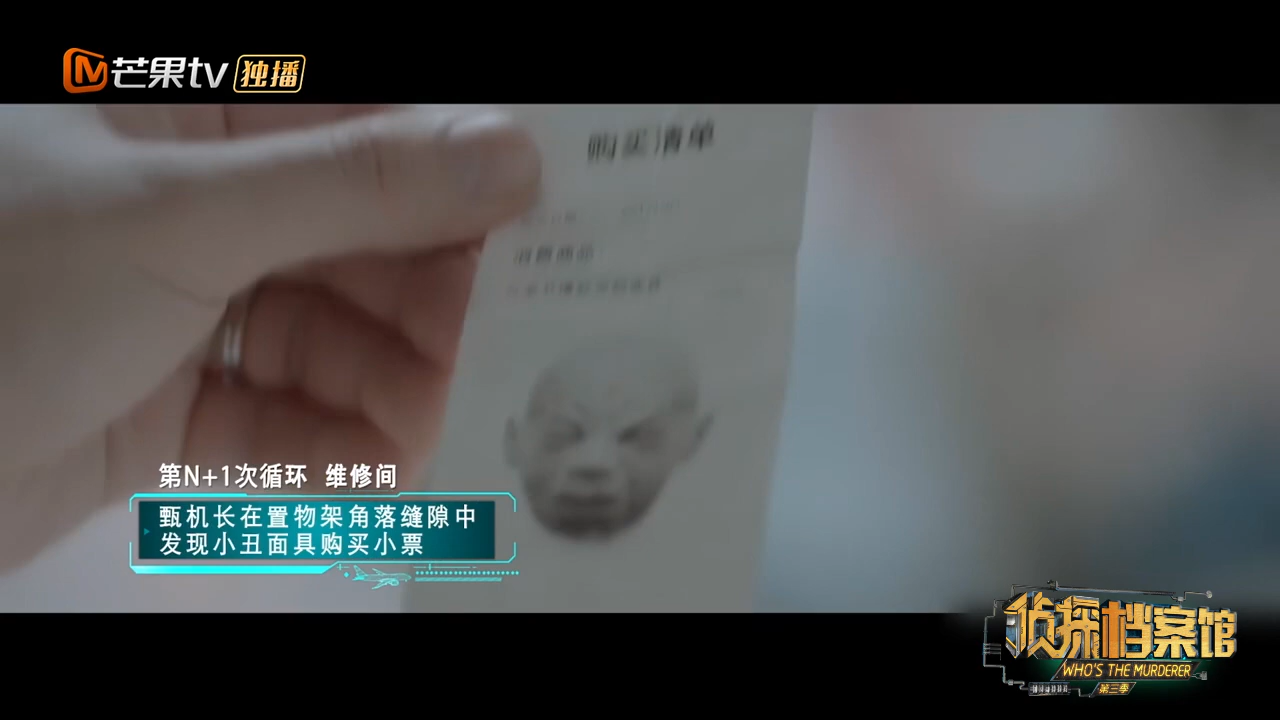 芒果tv 独播
购买清单
第N+1次循环 维修间
甄机长在置物架角落缝隙中
发现小丑面具购买小票
侦探档案馆
WHO'S THE MURDERER
第三季